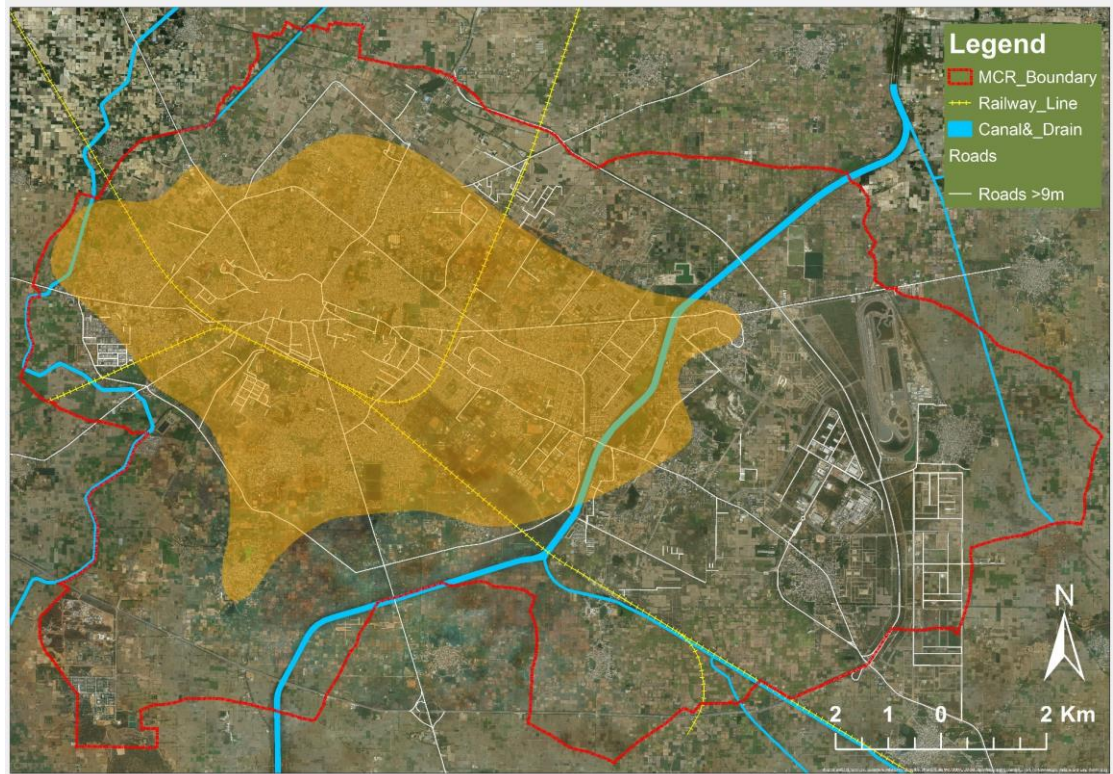 Legend
MCR_Boundary
Railway_Line
Canal&_Drain
Roads
Roads >9m
N
2 1 0 2 Km